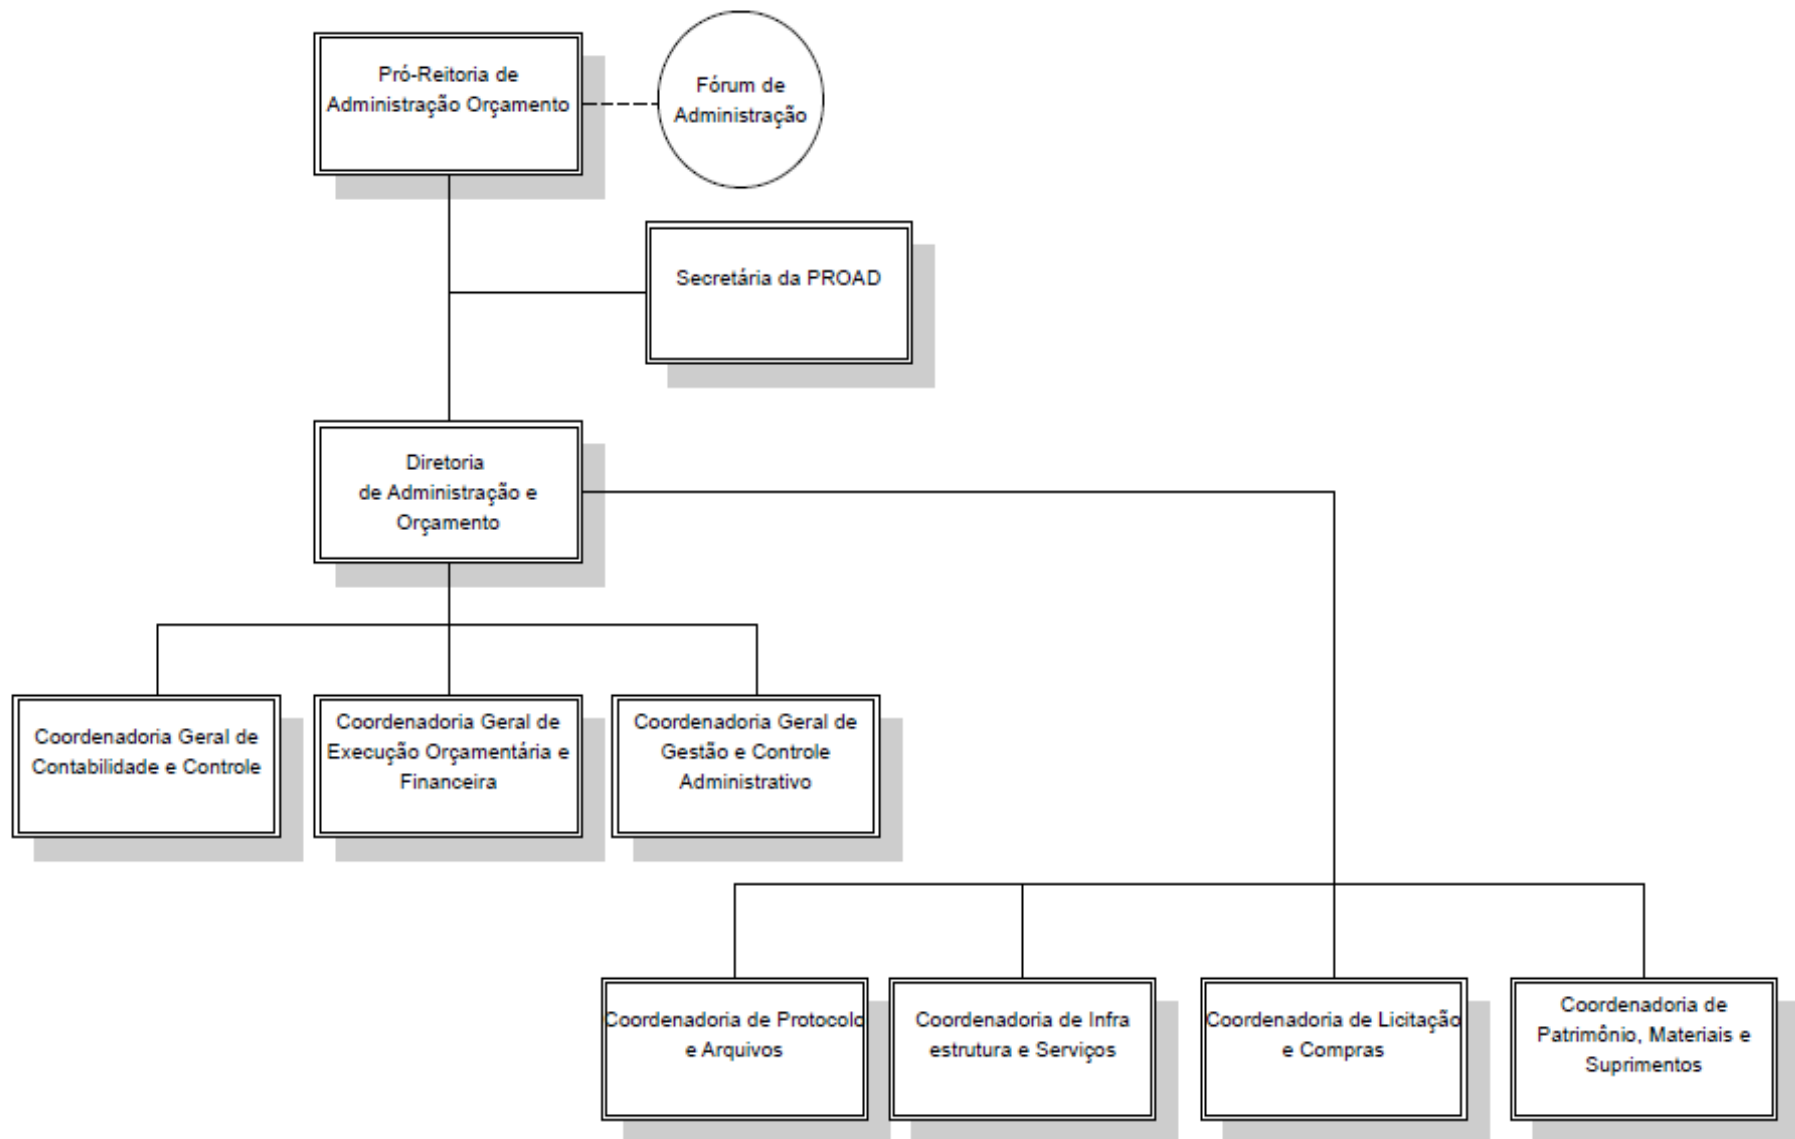 Pró-Reitoria de
Administração Orçamento
Fórum de
Administração
Secretária da PROAD
Diretoria
de Administração e
Orçamento
Coordenadoria Geral de
Contabilidade e Controle
Coordenadoria Geral de
Execução Orçamentária e
Financeira
Coordenadoria Geral de
Gestão e Controle
Administrativo
Coordenadoria de Protocolo
e Arquivos
Coordenadoria de Infra
estrutura e Serviços
Coordenadoria de Licitação
e Compras
Coordenadoria de
Patrimônio, Materiais e
Suprimentos